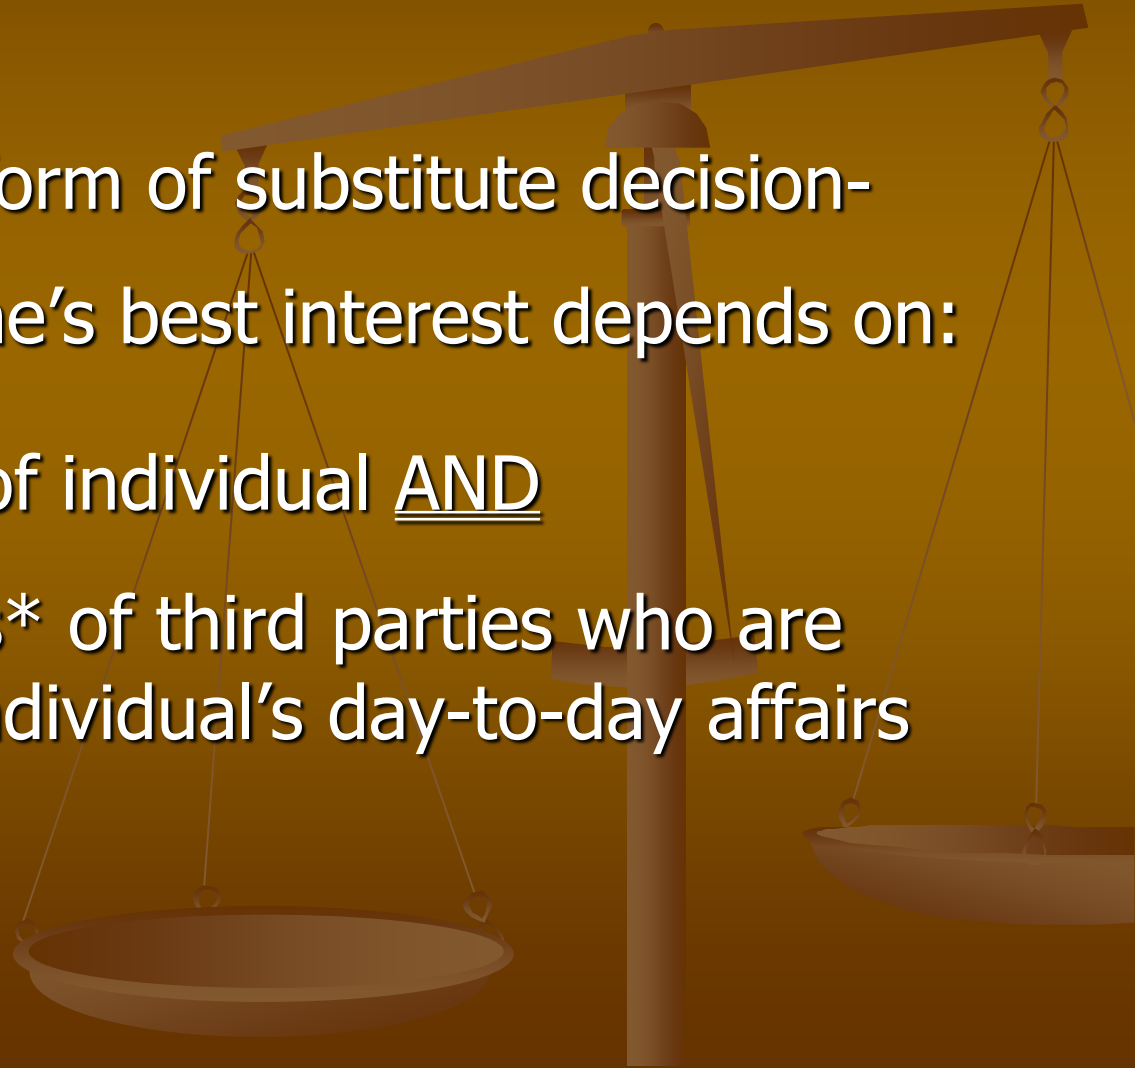 orm of substitute decision-
e's best interest depends on:
of individual AND
* of third parties who are
dividual's day-to-day affairs